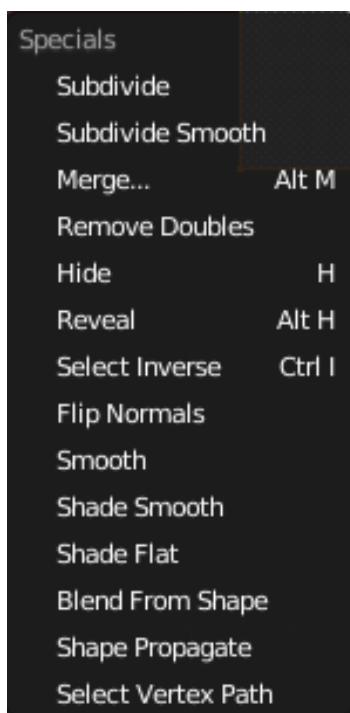 Specials
Subdivide
Subdivide Smooth
Merge... Alt M
Remove Doubles
Hide H
Reveal Alt H
Select Inverse Ctrl I
Flip Normals
Smooth
Shade Smooth
Shade Flat
Blend From Shape
Shape Propagate
Select Vertex Path